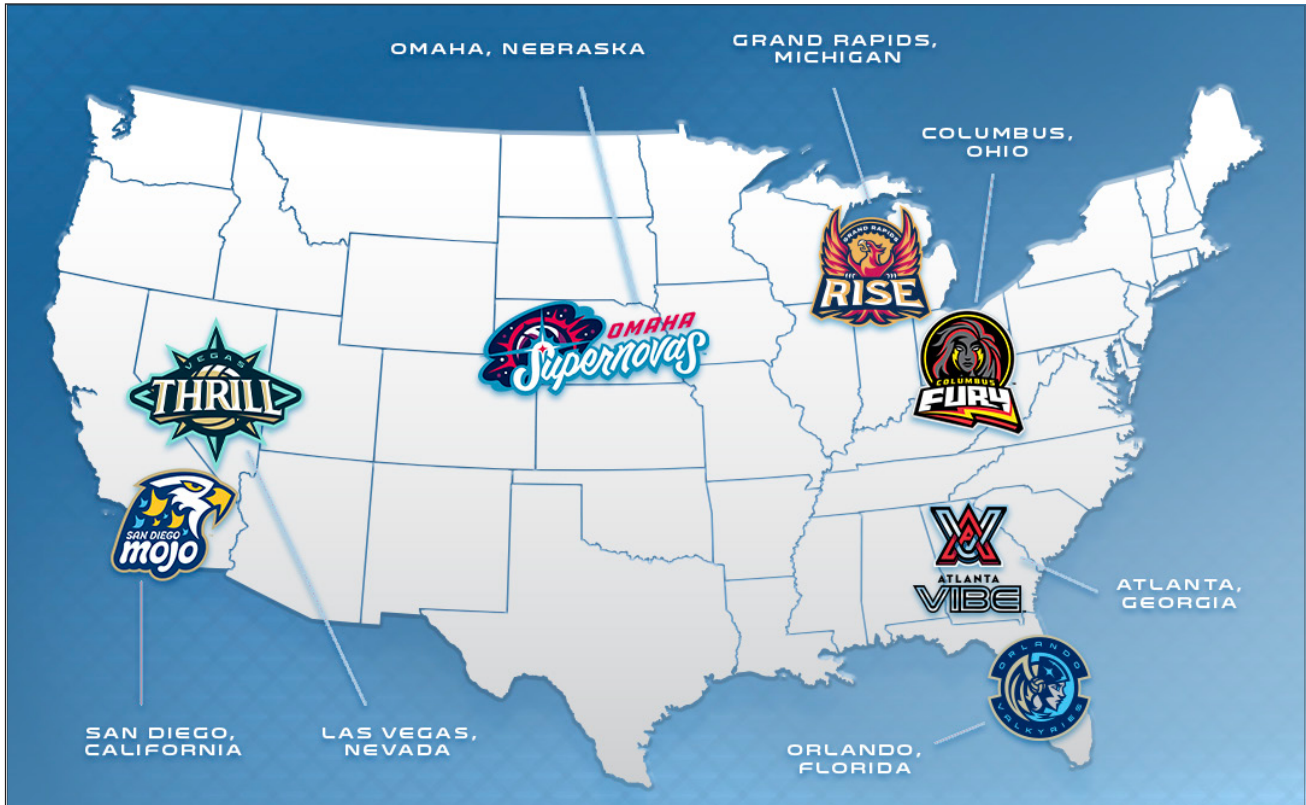 OMAHA, NEBRASKA
GRAND RAPIDS,
MICHIGAN
COLUMBUS,
OHIO
GRAND RAPIDS
RISE
OMAHA
Supernovas
VEGAS
THRILL
COLUMBUS
FURY
SAN DIEGO
mojo
ATLANTA
VIBE
ATLANTA,
GEORGIA
ORLANDO
VALKYRIES
SAN DIEGO,
CALIFORNIA
LAS VEGAS,
NEVADA
ORLANDO,
FLORIDA